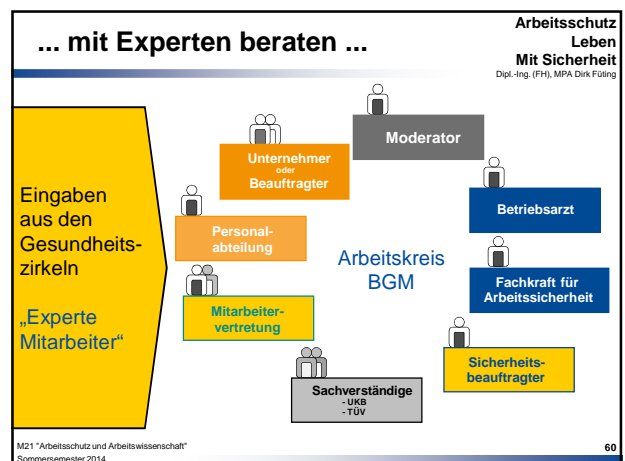 ... mit Experten beraten ...
Arbeitsschutz
Leben
Mit Sicherheit
Dipl.-Ing. (FH), MPA Dirk Füting
Moderator
Unternehmer
oder
Beauftragter
Betriebsarzt
Eingaben
aus den
Gesundheits-
zirkeln
„Experte
Mitarbeiter“
Personal-
abteilung
Arbeitskreis
BGM
Fachkraft für
Arbeitssicherheit
Mitarbeiter-
vertretung
Sicherheits-
beauftragter
Sachverständige
- UKB
- TÜV
M21 "Arbeitsschutz und Arbeitswissenschaft"
Sommersemester 2014
60